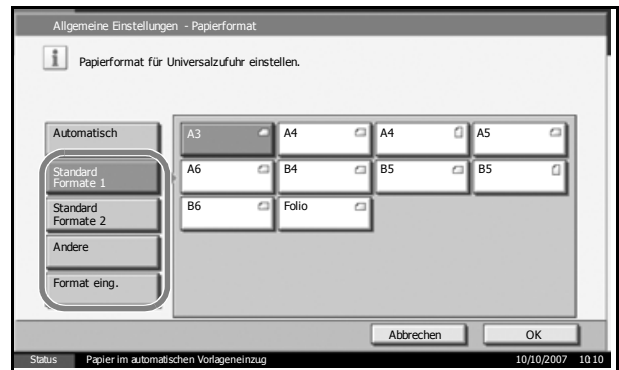 Allgemeine Einstellungen - Papierformat
Papierformat für Universalzufuhr einstellen.
Automatisch
A3
A4
A4
A5
Standard
Formate 1
A6
B4
B5
B5
Standard
Formate 2
B6
Folio
Andere
Format eing.
Abbrechen
OK
Status
Papier im automatischen Vorlageneinzug
10/10/2007 10:10